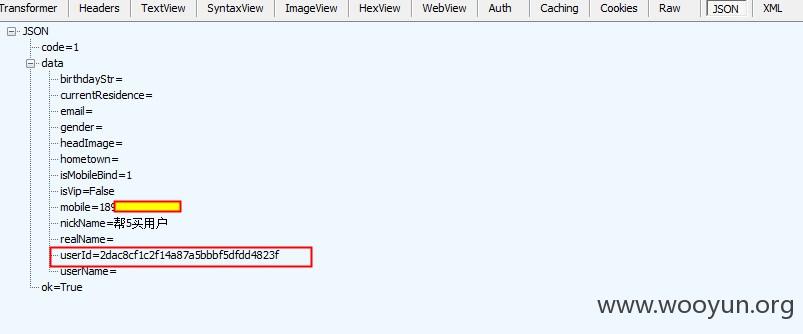 Transformer Headers TextView SyntaxView ImageView HexView WebView Auth Caching Cookies Raw JSON XML
JSON
code=1
data
birthdayStr=
currentResidence=
email=
gender=
headImage=
hometown=
isMobileBind=1
isVip=False
mobile=189
nickName=帮5买用户
realName=
userId=2dac8cf1c2f14a87a5bbbf5dfdd4823f
userName=
ok=True
www.wooyun.org